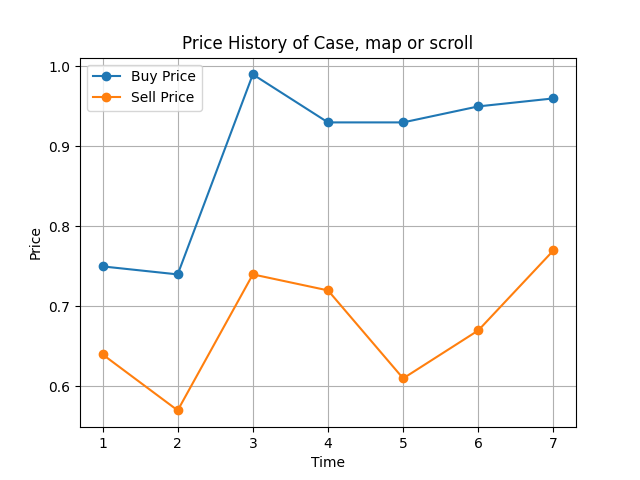 Price History of Case, map or scroll
Buy Price
Sell Price
1.0
0.9
0.8
0.7
0.6
Price
1 2 3 4 5 6 7
Time